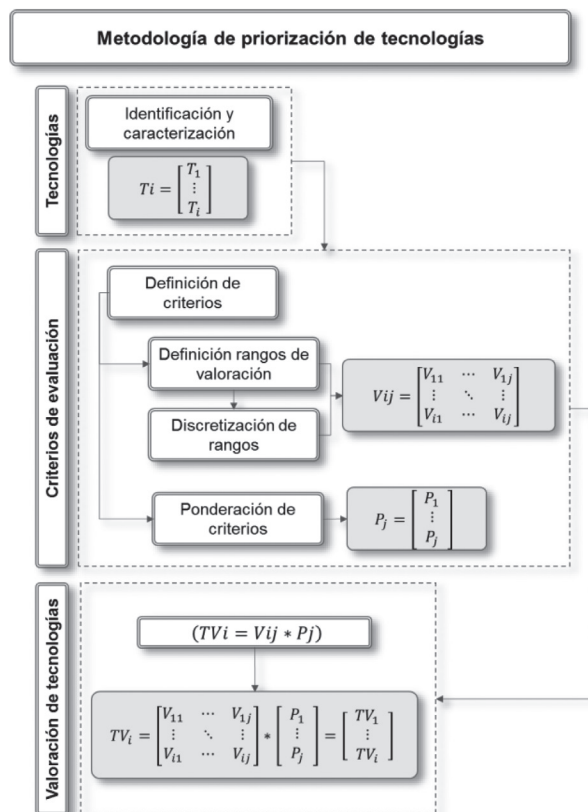 Metodología de priorización de tecnologías
Tecnologías
Identificación y
caracterización
Ti = [T₁ ⋮ Tᵢ]
Criterios de evaluación
Definición de
criterios
Definición rangos de
valoración
Discretización de
rangos
Vij = [V₁₁ ⋯ V₁ⱼ ⋮ ⋱ ⋮ Vᵢ₁ ⋯ Vᵢⱼ]
Ponderación de
criterios
Pⱼ = [P₁ ⋮ Pⱼ]
Valoración de tecnologías
(TVi = Vij * Pj)
TVᵢ = [V₁₁ ⋯ V₁ⱼ ⋮ ⋱ ⋮ Vᵢ₁ ⋯ Vᵢⱼ] * [P₁ ⋮ Pⱼ] = [TV₁ ⋮ TVᵢ]